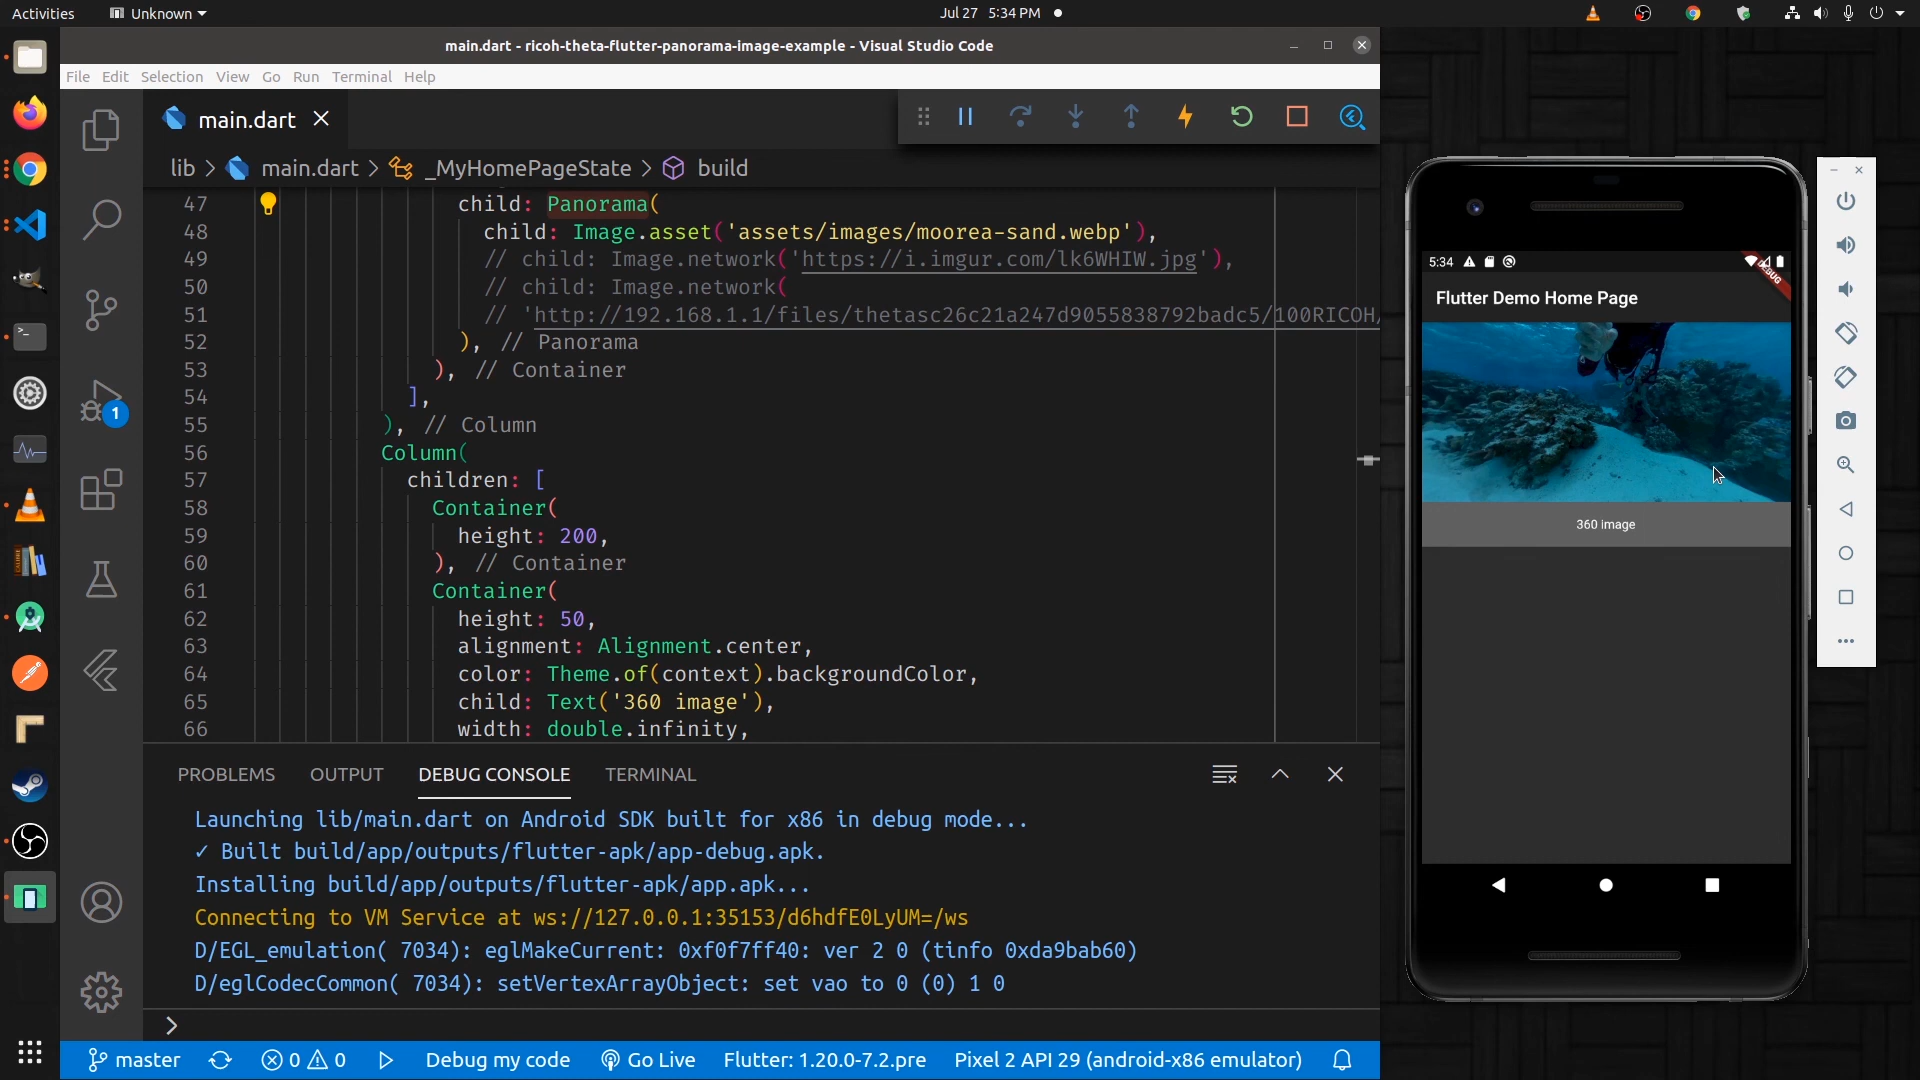 Activities
Unknown
Jul 27 5:34 PM
main.dart - ricoh-theta-flutter-panorama-image-example - Visual Studio Code
File Edit Selection View Go Run Terminal Help
main.dart
lib > main.dart > _MyHomePageState > build
47 child: Panorama(
48 child: Image.asset('assets/images/moorea-sand.webp'),
49 // child: Image.network('https://i.imgur.com/lk6WHIW.jpg'),
50 // child: Image.network(
51 // 'http://192.168.1.1/files/thetasc26c21a247d9055838792badc5/100RICOH/
52 ), // Panorama
53 ), // Container
54 ],
55 ), // Column
56 Column(
57 children: [
58 Container(
59 height: 200,
60 ), // Container
61 Container(
62 height: 50,
63 alignment: Alignment.center,
64 color: Theme.of(context).backgroundColor,
65 child: Text('360 image'),
66 width: double.infinity,
1
PROBLEMS OUTPUT DEBUG CONSOLE TERMINAL
Launching lib/main.dart on Android SDK built for x86 in debug mode...
✓ Built build/app/outputs/flutter-apk/app-debug.apk.
Installing build/app/outputs/flutter-apk/app.apk...
Connecting to VM Service at ws://127.0.0.1:35153/d6hdfE0LyUM=/ws
D/EGL_emulation( 7034): eglMakeCurrent: 0xf0f7ff40: ver 2 0 (tinfo 0xda9bab60)
D/eglCodecCommon( 7034): setVertexArrayObject: set vao to 0 (0) 1 0
>
master 0 0 Debug my code Go Live Flutter: 1.20.0-7.2.pre Pixel 2 API 29 (android-x86 emulator)
5:34
DEBUG
Flutter Demo Home Page
360 image